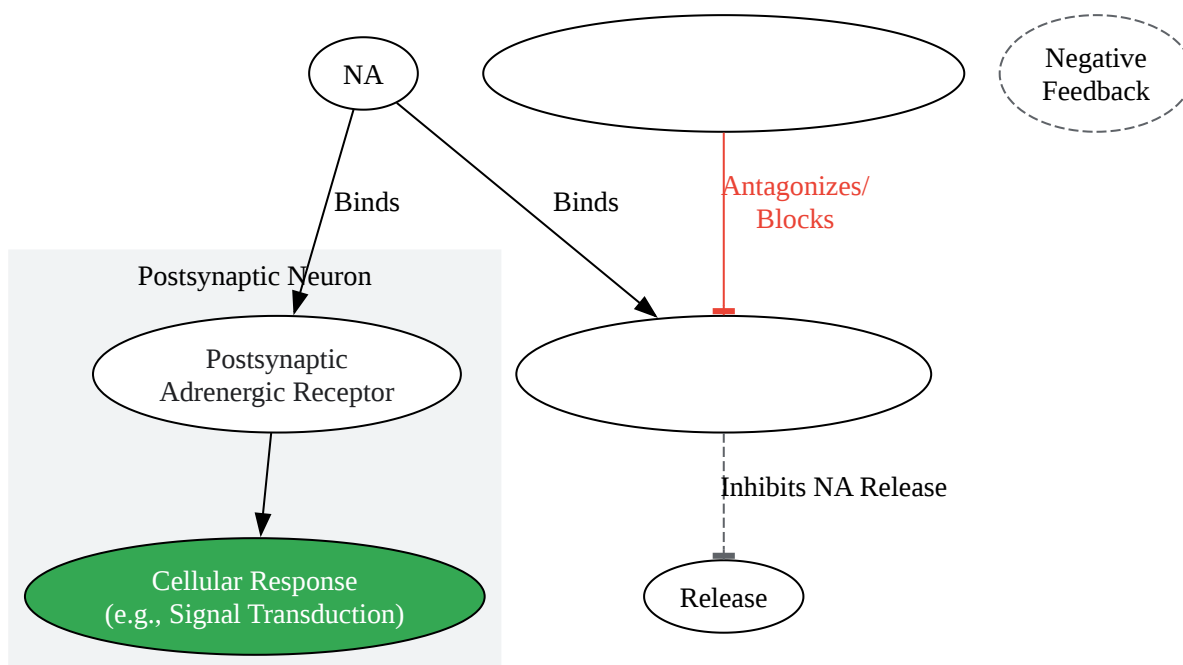 NA
Negative
Feedback
Binds
Binds
Antagonizes/
Blocks
Postsynaptic Neuron
Postsynaptic
Adrenergic Receptor
Inhibits NA Release
Cellular Response
(e.g., Signal Transduction)
Release